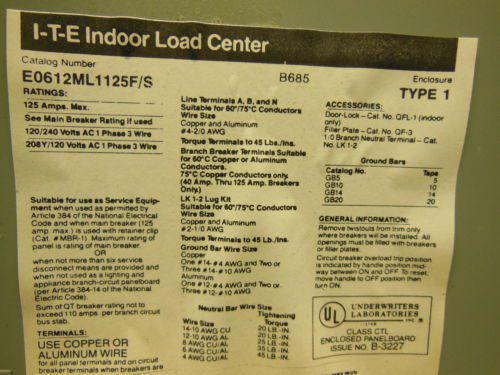 I-T-E Indoor Load Center
Catalog Number
E0612ML1125F/S
B685
Enclosure
TYPE 1
RATINGS:
125 Amps. Max.
See Main Breaker Rating if used
120/240 Volts AC 1 Phase 3 Wire
208Y/120 Volts AC 1 Phase 3 Wire
Suitable for use as Service Equip-
ment when used as permitted by
Article 384 of the National Electrical
Code and when main breaker (125
amp. max.) is used with retainer clip
(Cat. #MBR-1). Maximum rating of
panel is rating of main breaker.
OR
when not more than six service
disconnect means are provided and
when not used as a lighting and
appliance branch-circuit panelboard
(per Article 384-14 of the National
Electric Code).
Sum of QT breaker rating not to
exceed 110 amps. per branch circuit
bus stab.
TERMINALS:
USE COPPER OR
ALUMINUM WIRE
for all panel terminals and on circuit
breaker terminals when breakers are
Line Terminals A, B, and N
Suitable for 60°/75°C Conductors
Wire Size
Copper and Aluminum
#4-2/0 AWG
Torque Terminals to 45 Lbs./Ins.
Branch Breaker Terminals Suitable
for 60°C Copper or Aluminum
Conductors.
75°C Copper Conductors only.
(40 Amp. Thru 125 Amp. Breakers
Only)
LK 1-2 Lug Kit
Suitable for 60°/75°C Conductors
Wire Size
Copper and Aluminum
#2-1/0 AWG
Torque Terminals to 45 Lb./Ins.
Ground Bar Wire Size
Copper
One #14-#4 AWG and Two or
Three #14-#10 AWG
Aluminum
One #12-#4 AWG and Two or
Three #12-#10 AWG
Neutral Bar Wire Size
Tightening
Wire Size Torque
14-10 AWG CU 20 LB.-IN.
12-10 AWG AL 20 LB.-IN.
8 AWG CU/AL 25 LB.-IN.
6 AWG CU/AL 35 LB.-IN.
4 AWG CU/AL 45 LB.-IN.
ACCESSORIES:
Door-Lock – Cat. No. QFL-1 (indoor
only)
Filler Plate – Cat. No. QF-3
1/0 Branch Neutral Terminal – Cat.
No. LK 1-2
Ground Bars
Catalog No. Taps
GB5 5
GB10 10
GB14 14
GB20 20
GENERAL INFORMATION:
Remove twistouts from trim only
where breakers will be installed. All
openings must be filled with breakers
or filler plates.
Circuit breaker overload trip position
is indicated by handle position mid-
way between ON and OFF. To reset,
move handle to OFF position then
turn ON.
UL
UNDERWRITERS
LABORATORIES
INC. ®
CLASS CTL
ENCLOSED PANELBOARD
ISSUE NO. B-3227